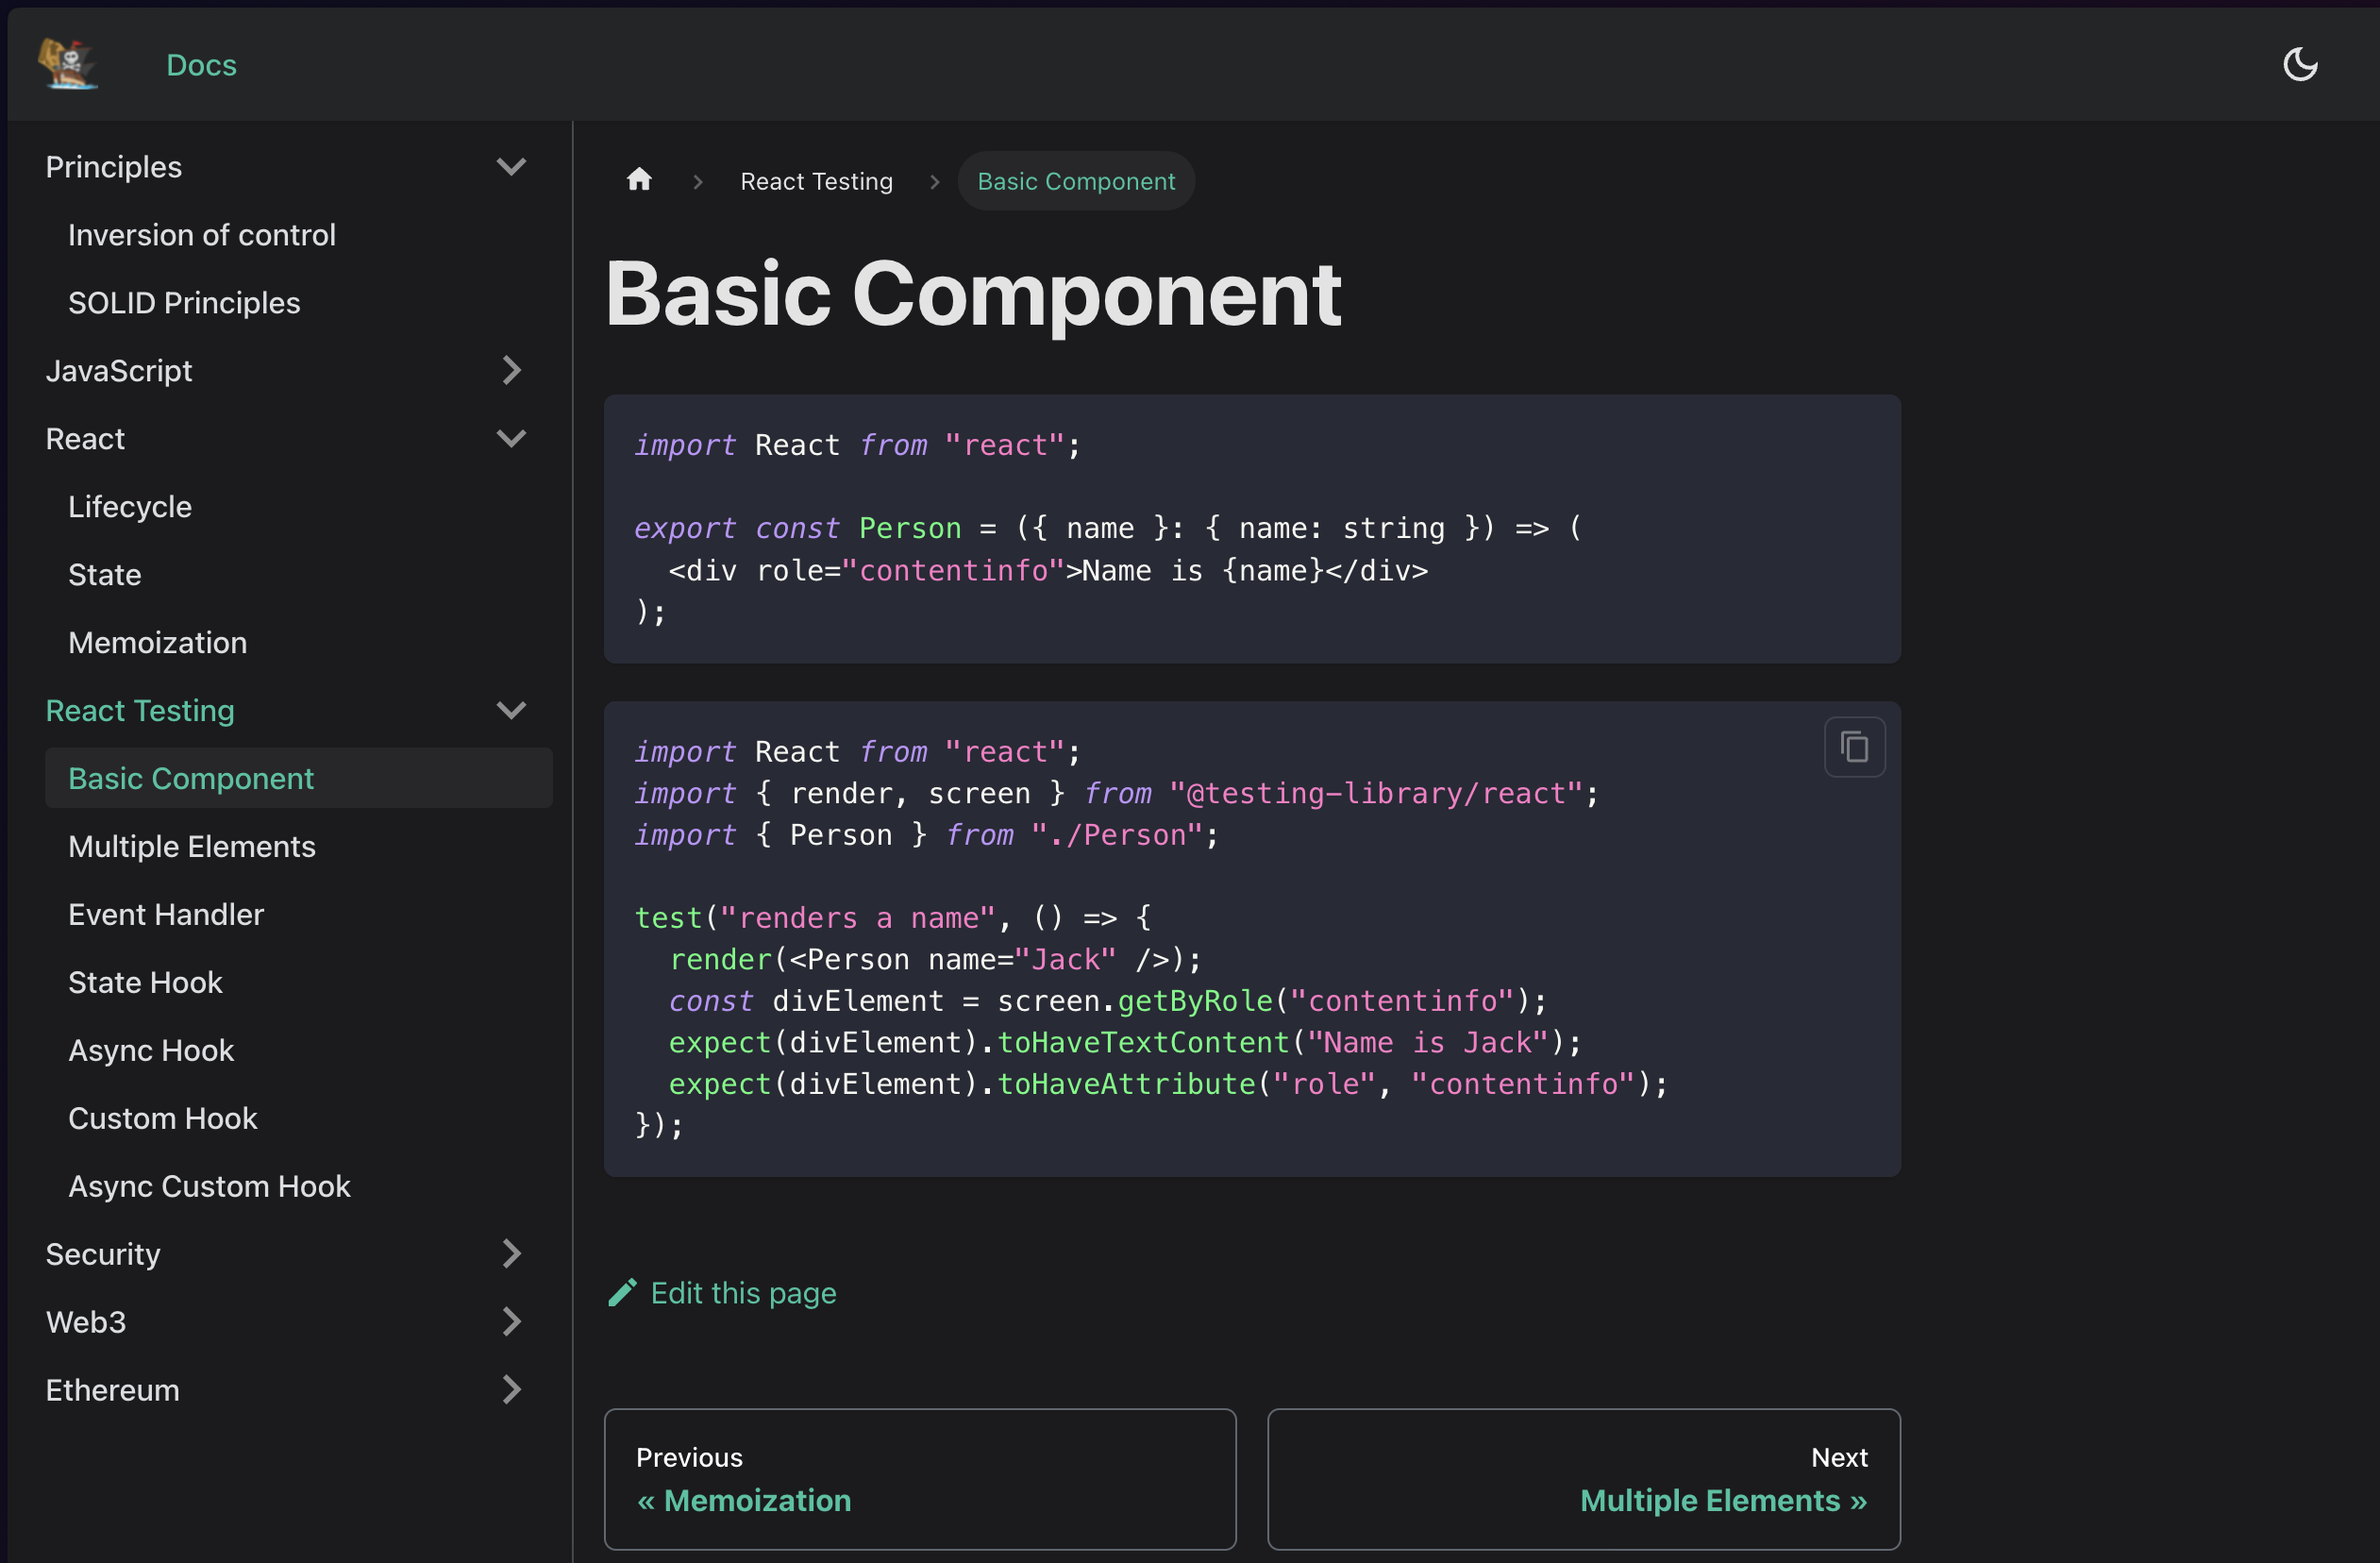 Docs
Principles
Inversion of control
SOLID Principles
JavaScript
React
Lifecycle
State
Memoization
React Testing
Basic Component
Multiple Elements
Event Handler
State Hook
Async Hook
Custom Hook
Async Custom Hook
Security
Web3
Ethereum
React Testing
Basic Component
Basic Component
import React from "react";
export const Person = ({ name }: { name: string }) => (
  <div role="contentinfo">Name is {name}</div>
);
import React from "react";
import { render, screen } from "@testing-library/react";
import { Person } from "./Person";
test("renders a name", () => {
  render(<Person name="Jack" />);
  const divElement = screen.getByRole("contentinfo");
  expect(divElement).toHaveTextContent("Name is Jack");
  expect(divElement).toHaveAttribute("role", "contentinfo");
});
Edit this page
Previous
« Memoization
Next
Multiple Elements »